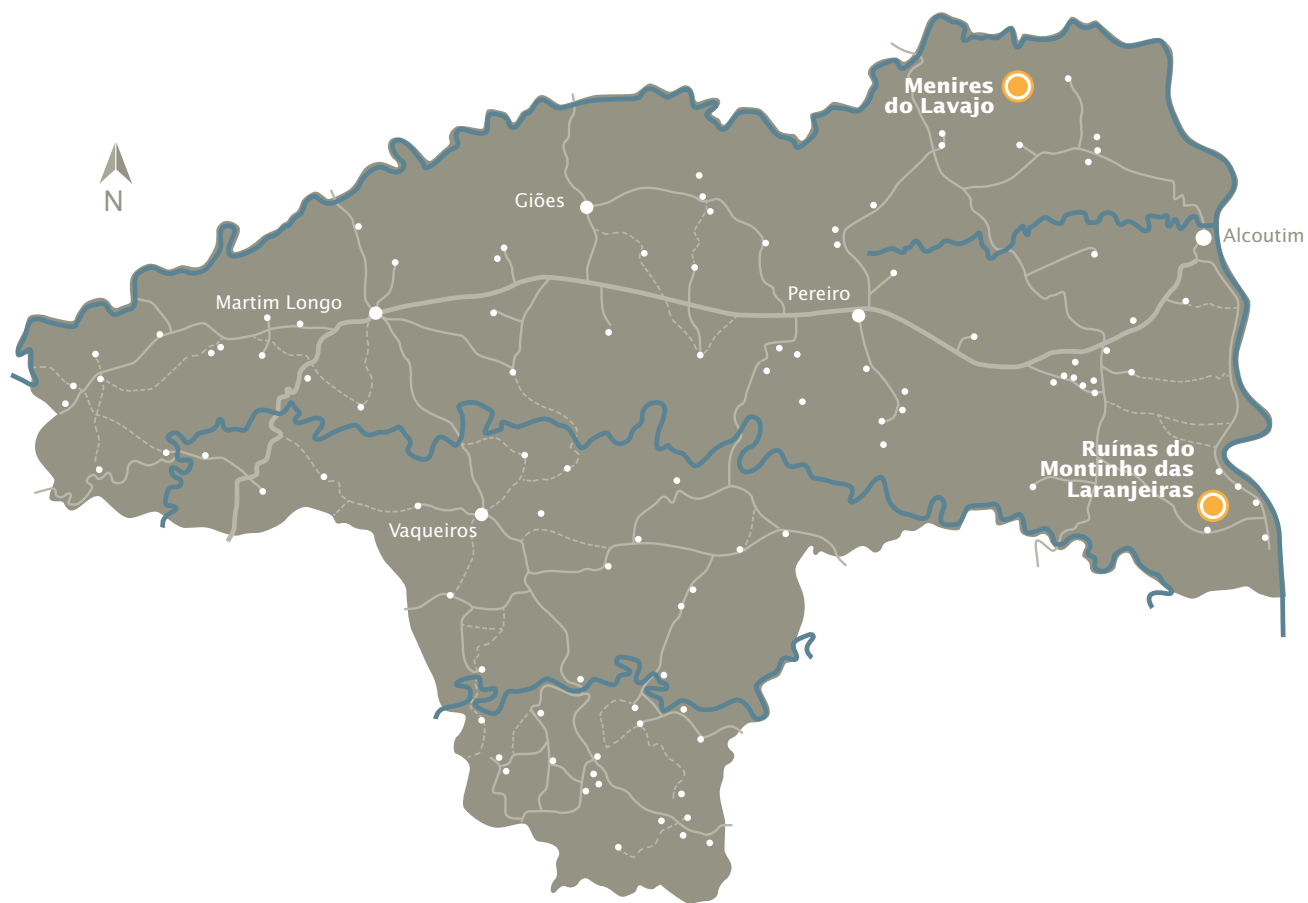 Menires
do Lavajo
N
Giões
Alcoutim
Martim Longo
Pereiro
Ruínas do
Montinho das
Laranjeiras
Vaqueiros